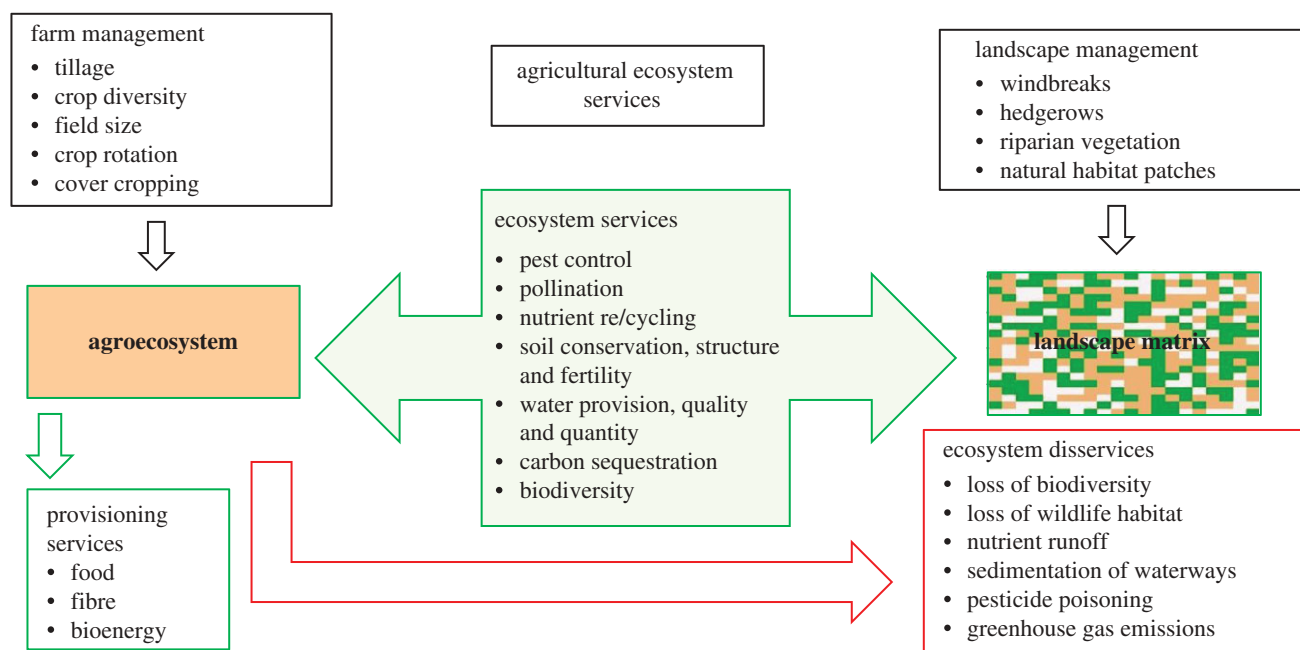 farm management
• tillage
• crop diversity
• field size
• crop rotation
• cover cropping
agricultural ecosystem
services
landscape management
• windbreaks
• hedgerows
• riparian vegetation
• natural habitat patches
agroecosystem
ecosystem services
• pest control
• pollination
• nutrient re/cycling
• soil conservation, structure
and fertility
• water provision, quality
and quantity
• carbon sequestration
• biodiversity
landscape matrix
provisioning
services
• food
• fibre
• bioenergy
ecosystem disservices
• loss of biodiversity
• loss of wildlife habitat
• nutrient runoff
• sedimentation of waterways
• pesticide poisoning
• greenhouse gas emissions